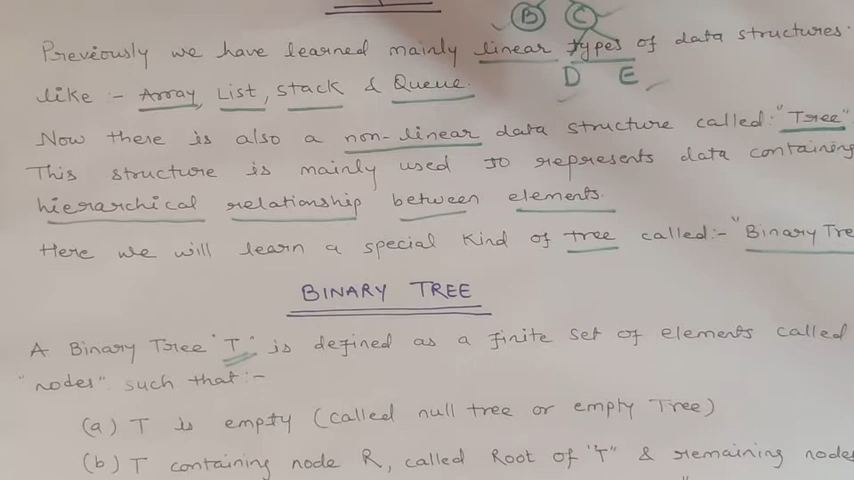 B C
Previously we have learned mainly linear types of data structures.
D E
like :- Array, List, Stack & Queue.
Now there is also a non-linear data structure called:"Tree".
This structure is mainly used to represents data containing
hierarchical relationship between elements.
Here we will learn a special kind of tree called:- "Binary Tre
BINARY TREE
A Binary Tree "T" is defined as a finite set of elements called
"nodes" such that :-
(a) T is empty (called null tree or empty Tree)
(b) T containing node R, called Root of "T" & remaining nodes